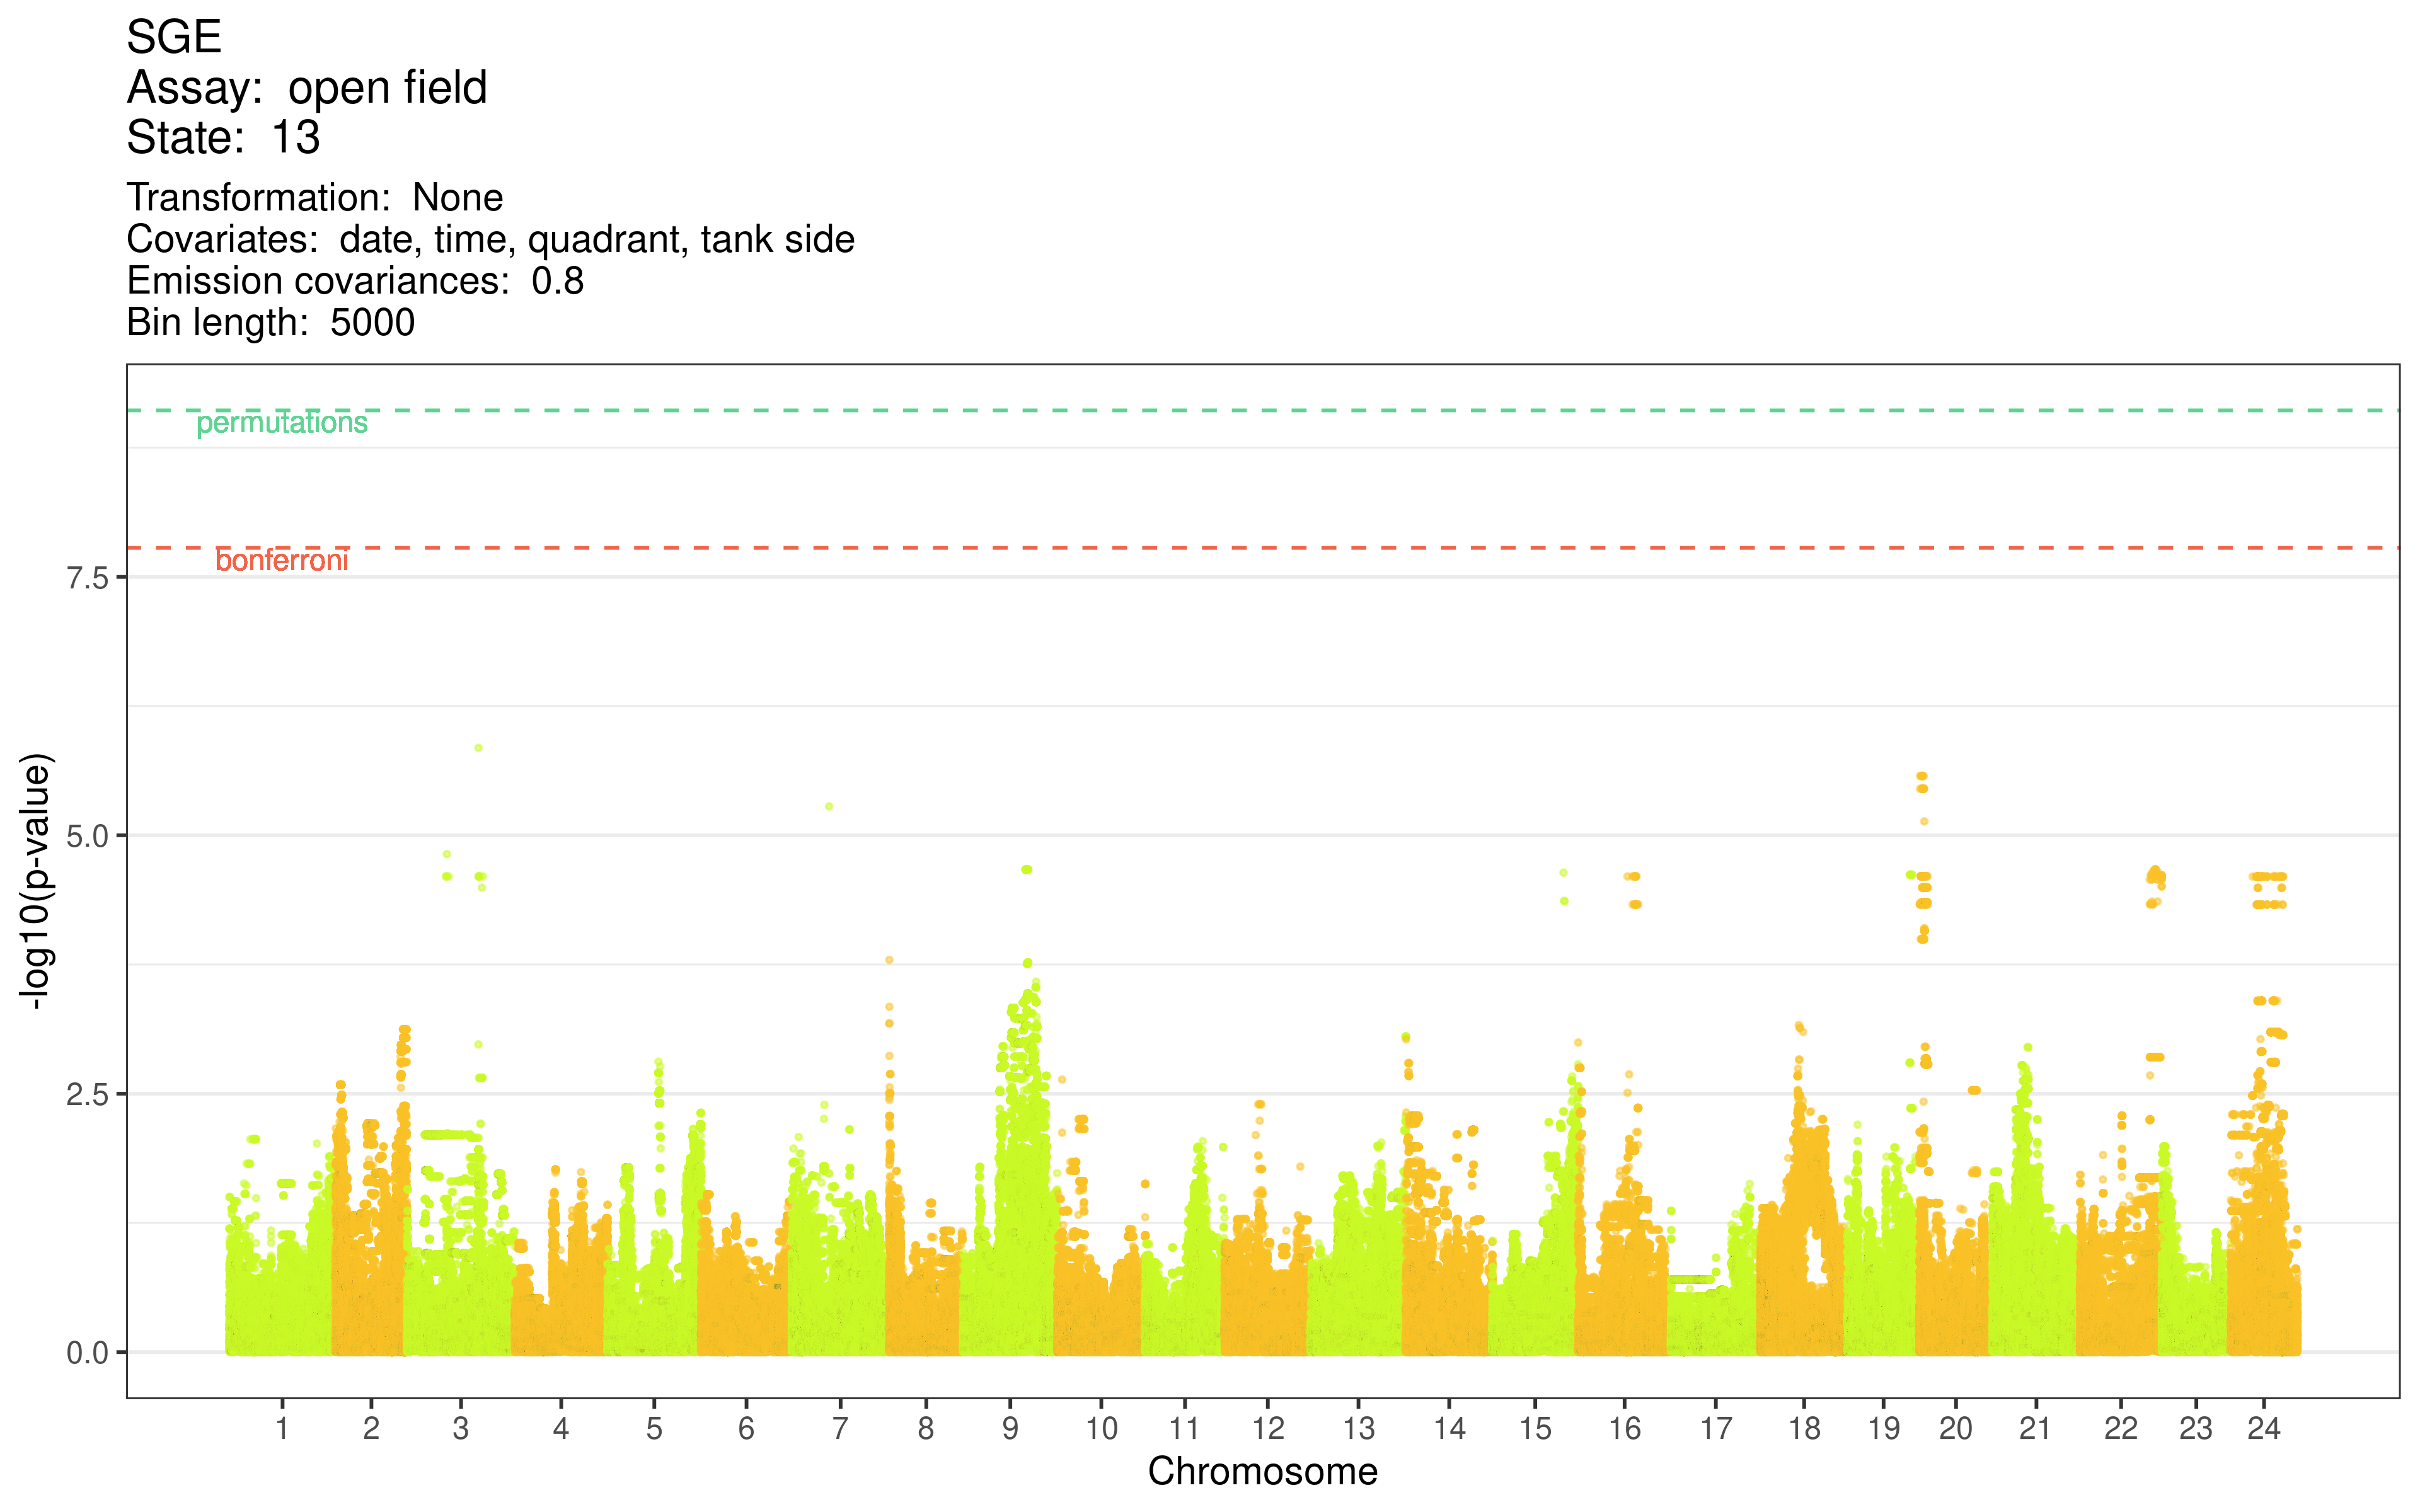 SGE
Assay:  open field
State:  13
Transformation:  None
Covariates:  date, time, quadrant, tank side
Emission covariances:  0.8
Bin length:  5000
permutations
bonferroni
7.5
5.0
2.5
0.0
-log10(p-value)
1 2 3 4 5 6 7 8 9 10 11 12 13 14 15 16 17 18 19 20 21 22 23 24
Chromosome